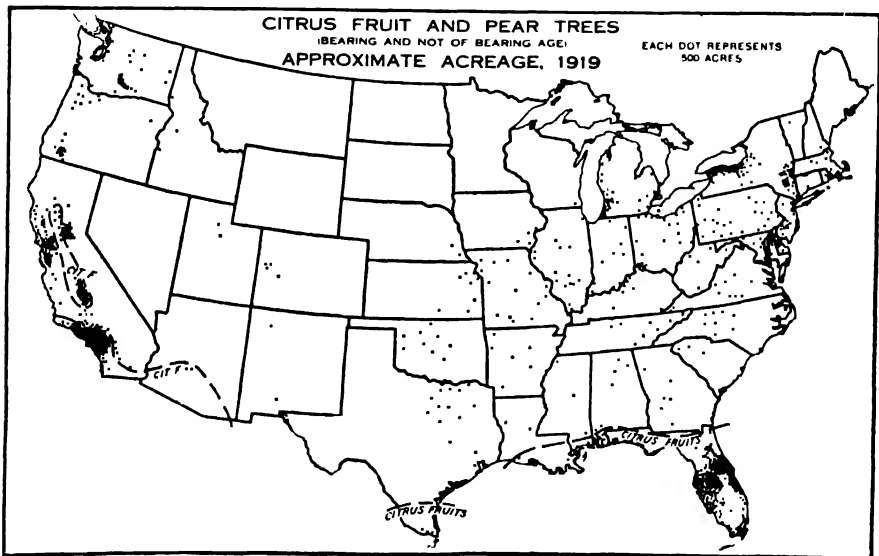 CITRUS FRUIT AND PEAR TREES
(BEARING AND NOT OF BEARING AGE)
APPROXIMATE ACREAGE, 1919
EACH DOT REPRESENTS
500 ACRES
CIT F
CIT F
CITRUS FRUITS
CITRUS FRUITS